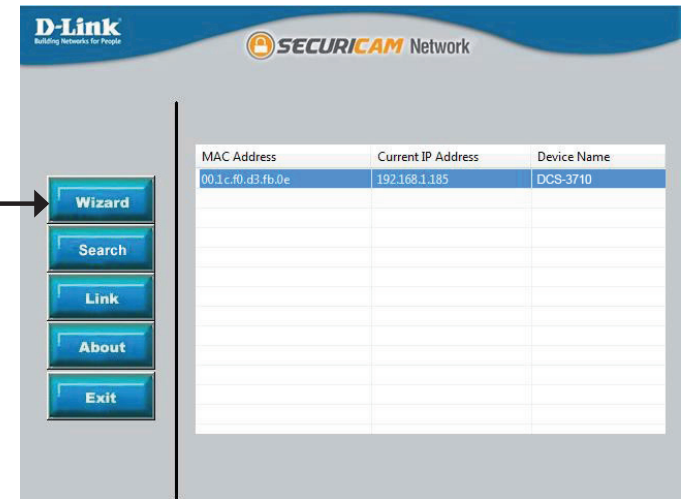 D-Link
Building Networks for People
SECURICAM Network
MAC Address Current IP Address Device Name
00.1c.f0.d3.fb.0e 192.168.1.185 DCS-3710
Wizard
Search
Link
About
Exit